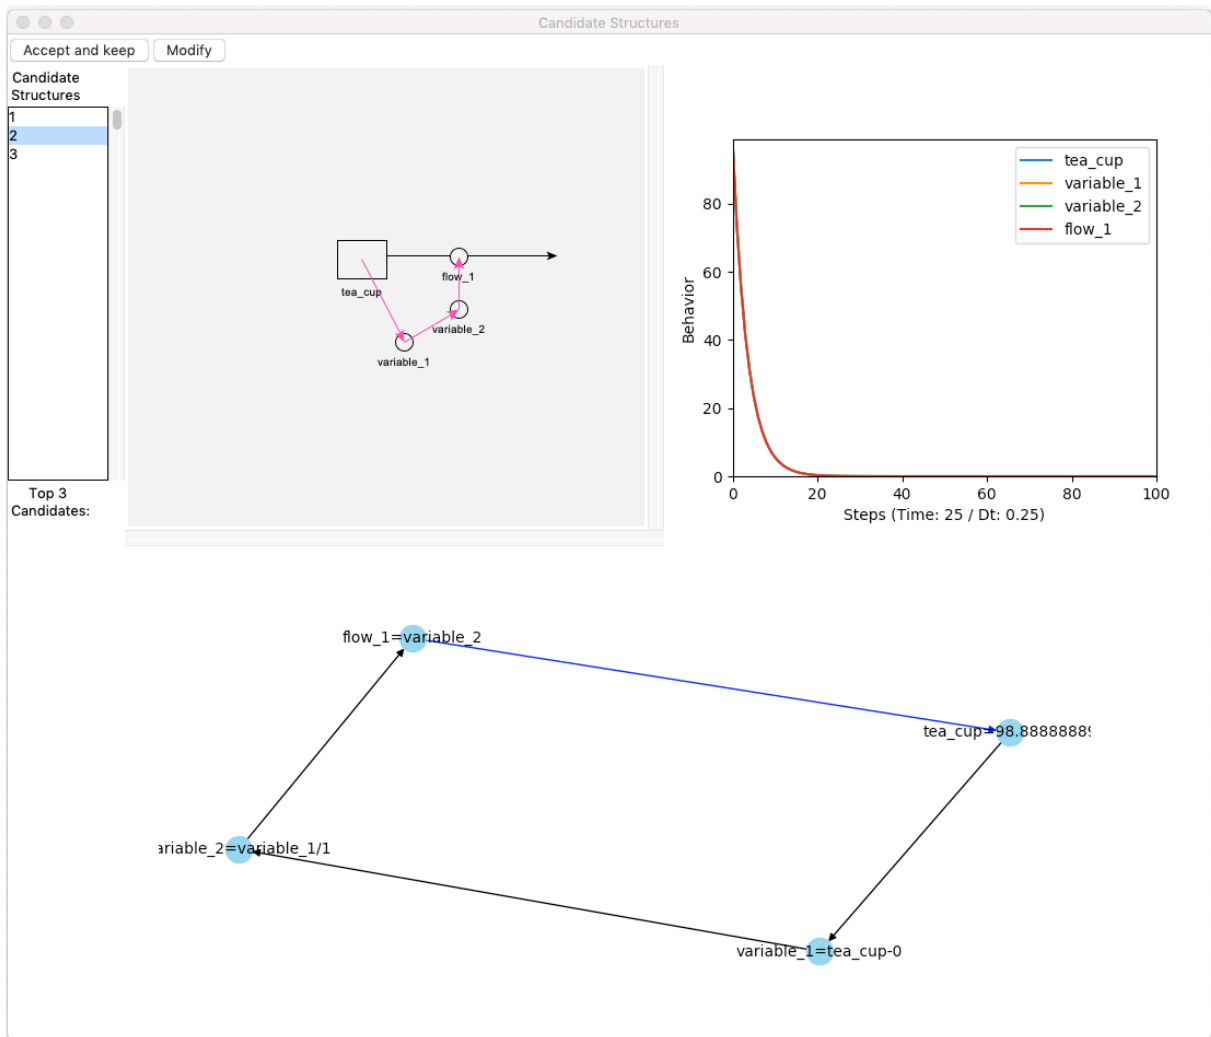 Candidate Structures
Accept and keep
Modify
Candidate
Structures
1
2
3
Top 3
Candidates:
tea_cup
flow_1
variable_2
variable_1
tea_cup
variable_1
variable_2
flow_1
Behavior
80
60
40
20
0
0 20 40 60 80 100
Steps (Time: 25 / Dt: 0.25)
flow_1=variable_2
tea_cup=98.88888889
ariable_2=variable_1/1
variable_1=tea_cup-0